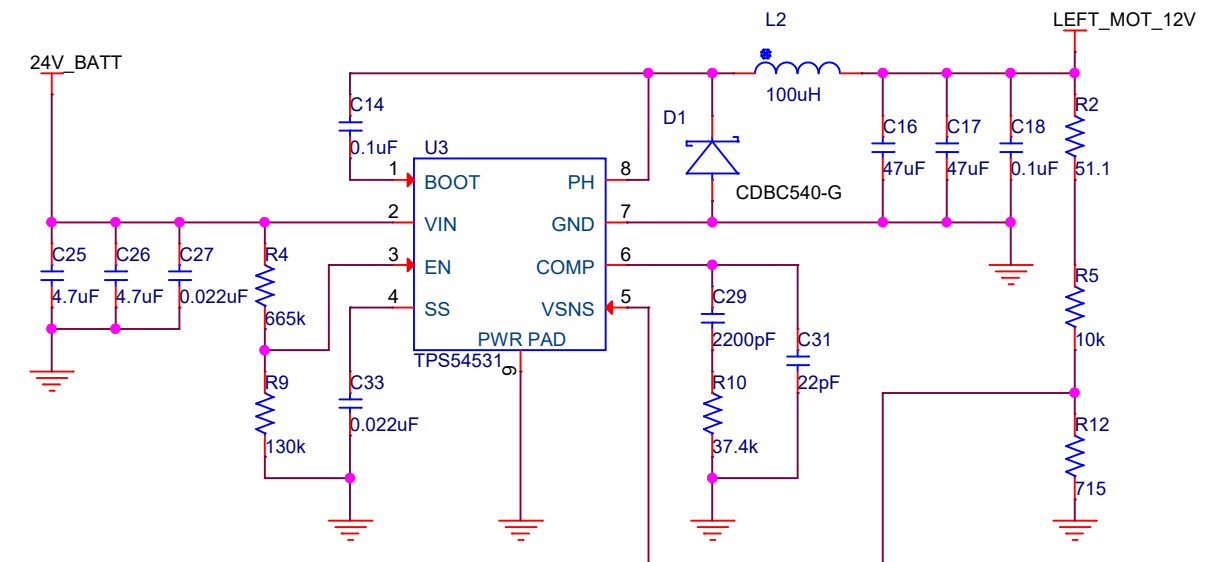 L2
LEFT_MOT_12V
24V_BATT
100uH
C14
0.1uF
D1
CDBC540-G
C16
47uF
C17
47uF
C18
0.1uF
R2
51.1
U3
1
BOOT
PH
8
2
VIN
GND
7
3
EN
COMP
6
4
SS
VSNS
5
PWR PAD
TPS54531
9
C25
4.7uF
C26
4.7uF
C27
0.022uF
R4
665k
R9
130k
C33
0.022uF
C29
2200pF
C31
22pF
R10
37.4k
R5
10k
R12
715